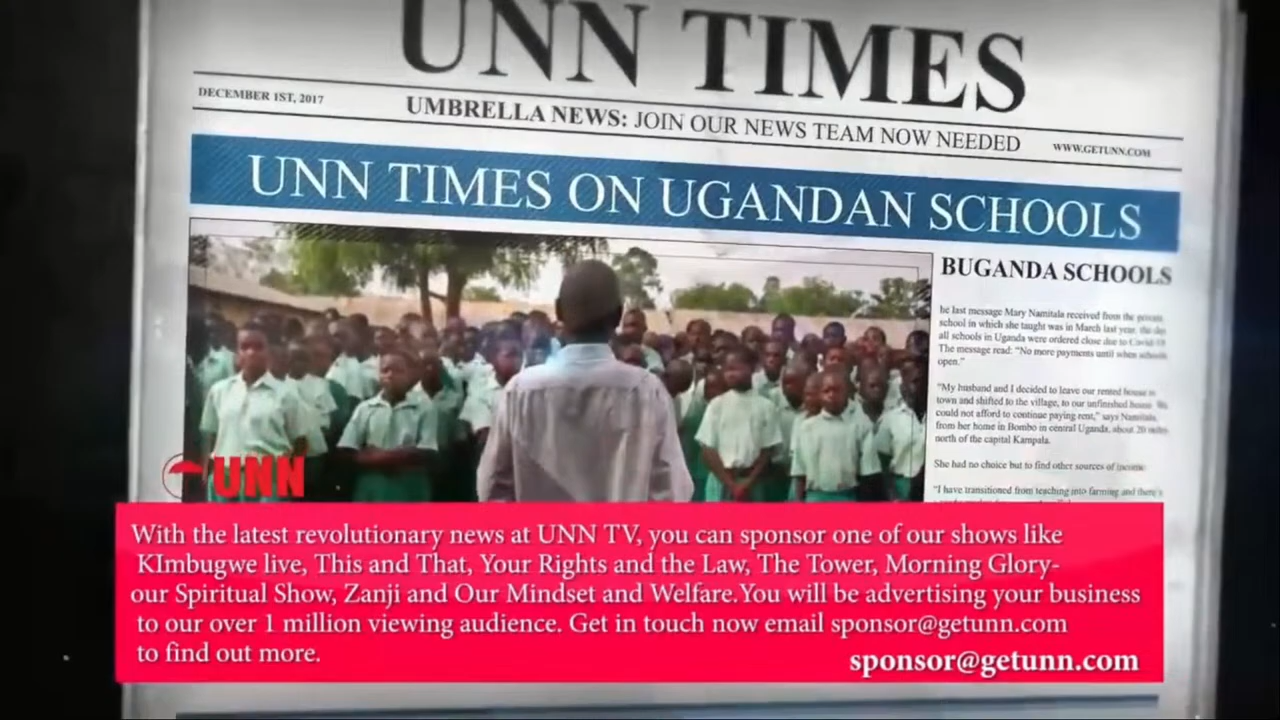 UNN TIMES
DECEMBER 1ST, 2017
UMBRELLA NEWS: JOIN OUR NEWS TEAM NOW NEEDED
WWW.GETUNN.COM
UNN TIMES ON UGANDAN SCHOOLS
BUGANDA SCHOOLS
he last message Mary Namitala received from the private
school in which she taught was in March last year, the day
all schools in Uganda were ordered close due to Covid-19
The message read: "No more payments until when schools
open."
"My husband and I decided to leave our rented house in
town and shifted to the village, to our unfinished house. We
could not afford to continue paying rent," says Namitala,
from her home in Bombo in central Uganda, about 20 miles
north of the capital Kampala.
She had no choice but to find other sources of income.
"I have transitioned from teaching into farming and there's
UNN
With the latest revolutionary news at UNN TV, you can sponsor one of our shows like
KImbugwe live, This and That, Your Rights and the Law, The Tower, Morning Glory-
our Spiritual Show, Zanji and Our Mindset and Welfare.You will be advertising your business
to our over 1 million viewing audience. Get in touch now email sponsor@getunn.com
to find out more.
sponsor@getunn.com